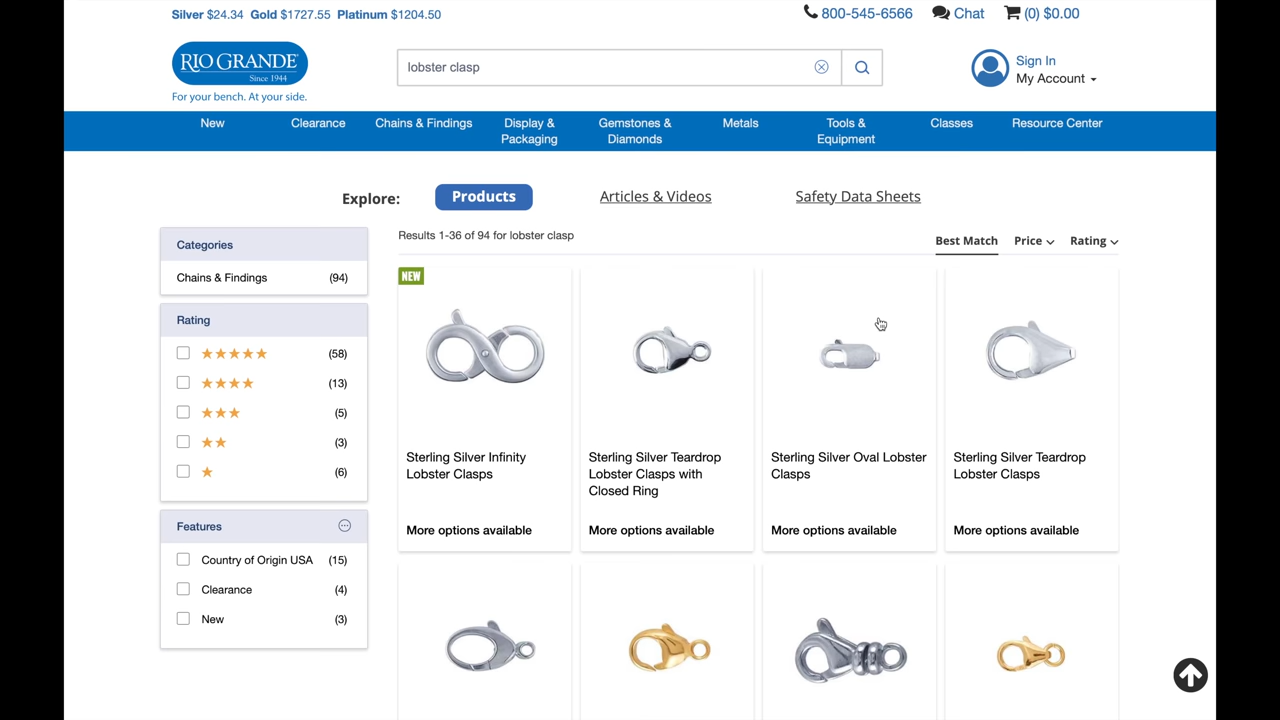 Silver $24.34 Gold $1727.55 Platinum $1204.50
800-545-6566
Chat
(0) $0.00
RIO GRANDE®
Since 1944
For your bench. At your side.
lobster clasp
Sign In
My Account
New
Clearance
Chains & Findings
Display &
Packaging
Gemstones &
Diamonds
Metals
Tools &
Equipment
Classes
Resource Center
Explore:
Products
Articles & Videos
Safety Data Sheets
Categories
Chains & Findings (94)
Rating
(58)
(13)
(5)
(3)
(6)
Features
Country of Origin USA (15)
Clearance (4)
New (3)
Results 1-36 of 94 for lobster clasp
Best Match
Price
Rating
NEW
Sterling Silver Infinity
Lobster Clasps
More options available
Sterling Silver Teardrop
Lobster Clasps with
Closed Ring
More options available
Sterling Silver Oval Lobster
Clasps
More options available
Sterling Silver Teardrop
Lobster Clasps
More options available